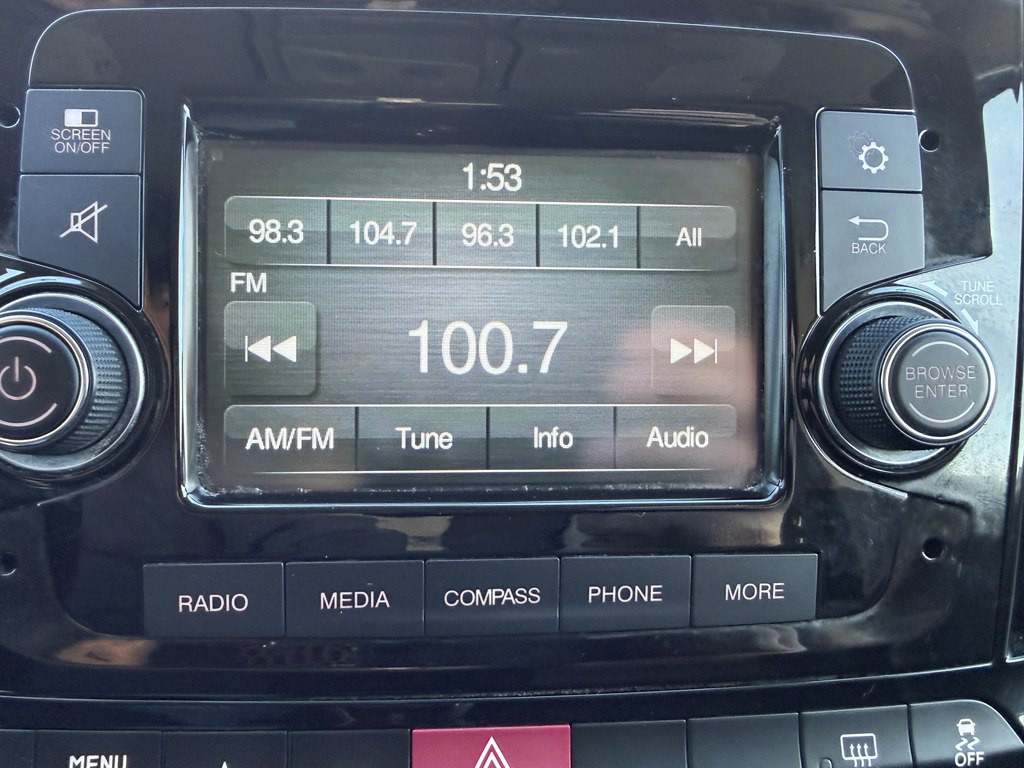 SCREEN
ON/OFF
1:53
98.3 104.7 96.3 102.1 All
BACK
FM
TUNE
SCROLL
100.7
BROWSE
ENTER
AM/FM Tune Info Audio
RADIO MEDIA COMPASS PHONE MORE
MENU
OFF